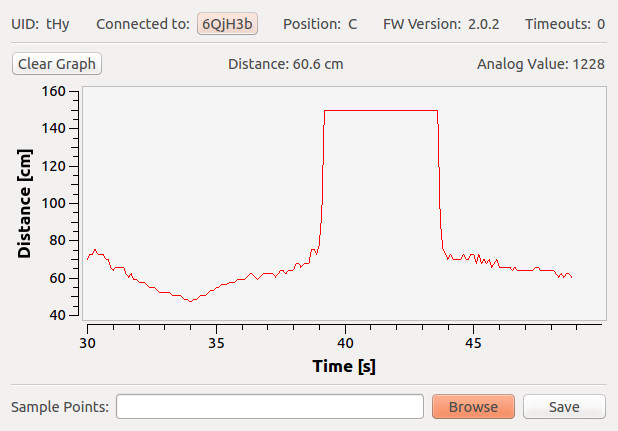 UID: tHy Connected to: 6QjH3b Position: C FW Version: 2.0.2 Timeouts: 0
Clear Graph Distance: 60.6 cm Analog Value: 1228
160
140
120
100
80
60
40
Distance [cm]
30 35 40 45
Time [s]
Sample Points: Browse Save